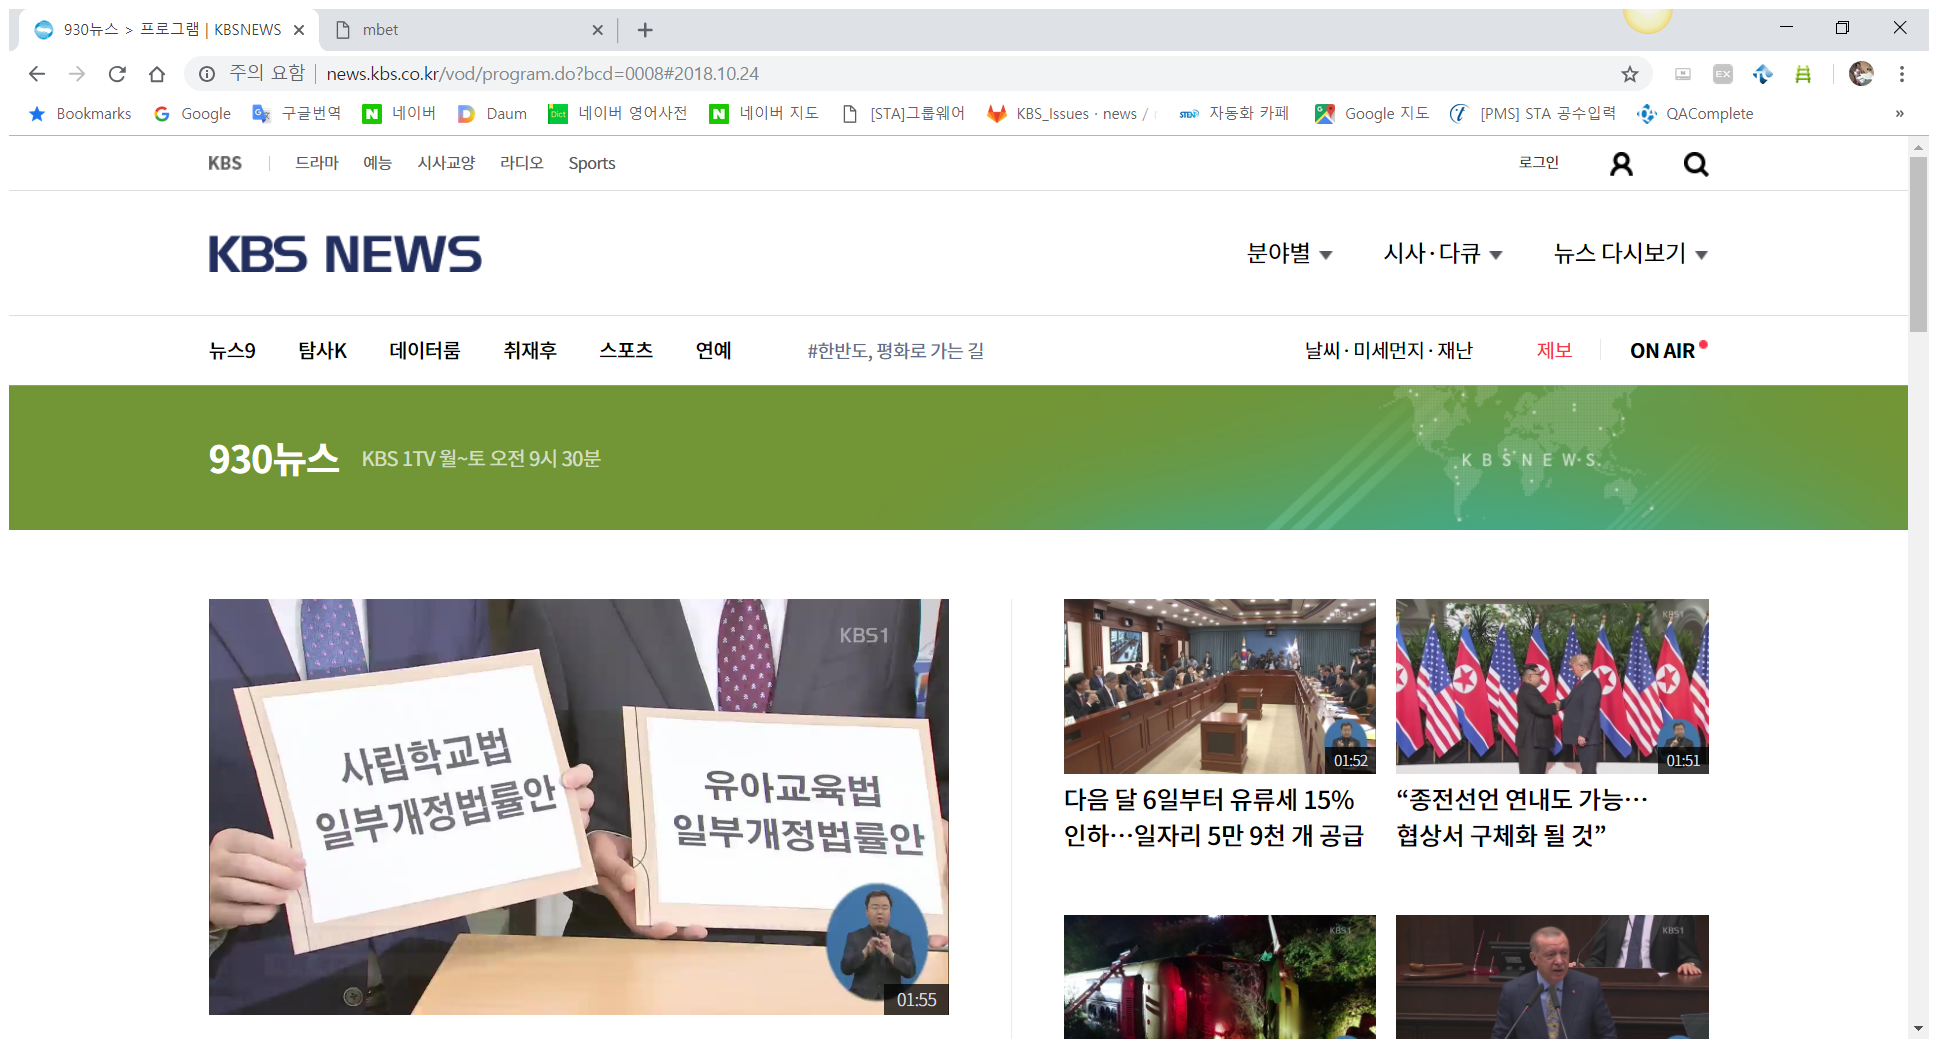 930뉴스 > 프로그램 | KBSNEWS
mbet
주의 요함 | news.kbs.co.kr/vod/program.do?bcd=0008#2018.10.24
EX
Bookmarks Google 구글번역 네이버 Daum Dict 네이버 영어사전 네이버 지도 [STA]그룹웨어 KBS_Issues · news / 자동화 카페 Google 지도 [PMS] STA 공수입력 QAComplete »
KBS 드라마 예능 시사교양 라디오 Sports 로그인
KBS NEWS 분야별 시사·다큐 뉴스 다시보기
뉴스9 탐사K 데이터룸 취재후 스포츠 연예 #한반도, 평화로 가는 길 날씨·미세먼지·재난 제보 ON AIR
930뉴스 KBS 1TV 월~토 오전 9시 30분
KBSNEWS
KBS1
사립학교법
일부개정법률안
유아교육법
일부개정법률안
01:55
01:52
다음 달 6일부터 유류세 15%
인하…일자리 5만 9천 개 공급
KBS1
01:51
“종전선언 연내도 가능…
협상서 구체화 될 것”
KBS1
KBS1